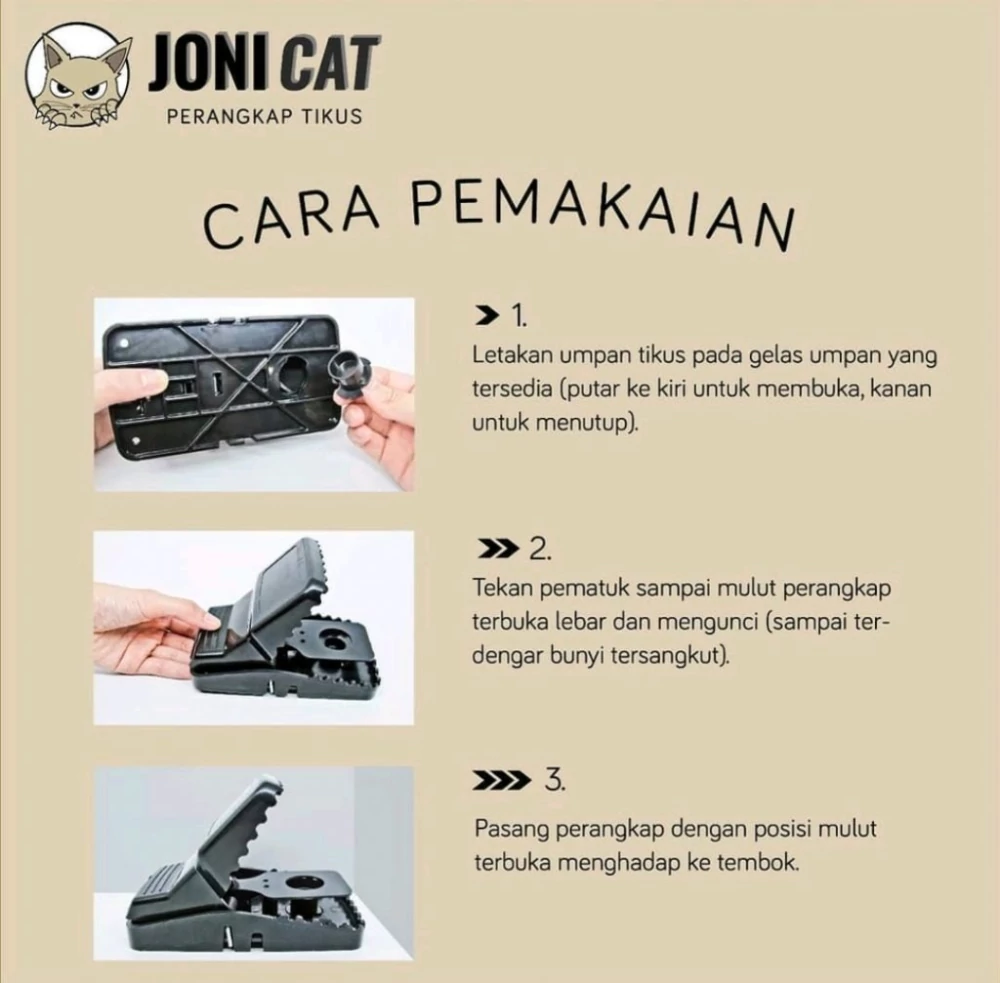 JONI CAT
PERANGKAP TIKUS
CARA PEMAKAIAN
1.
Letakan umpan tikus pada gelas umpan yang
tersedia (putar ke kiri untuk membuka, kanan
untuk menutup).
2.
Tekan pematuk sampai mulut perangkap
terbuka lebar dan mengunci (sampai ter-
dengar bunyi tersangkut).
3.
Pasang perangkap dengan posisi mulut
terbuka menghadap ke tembok.